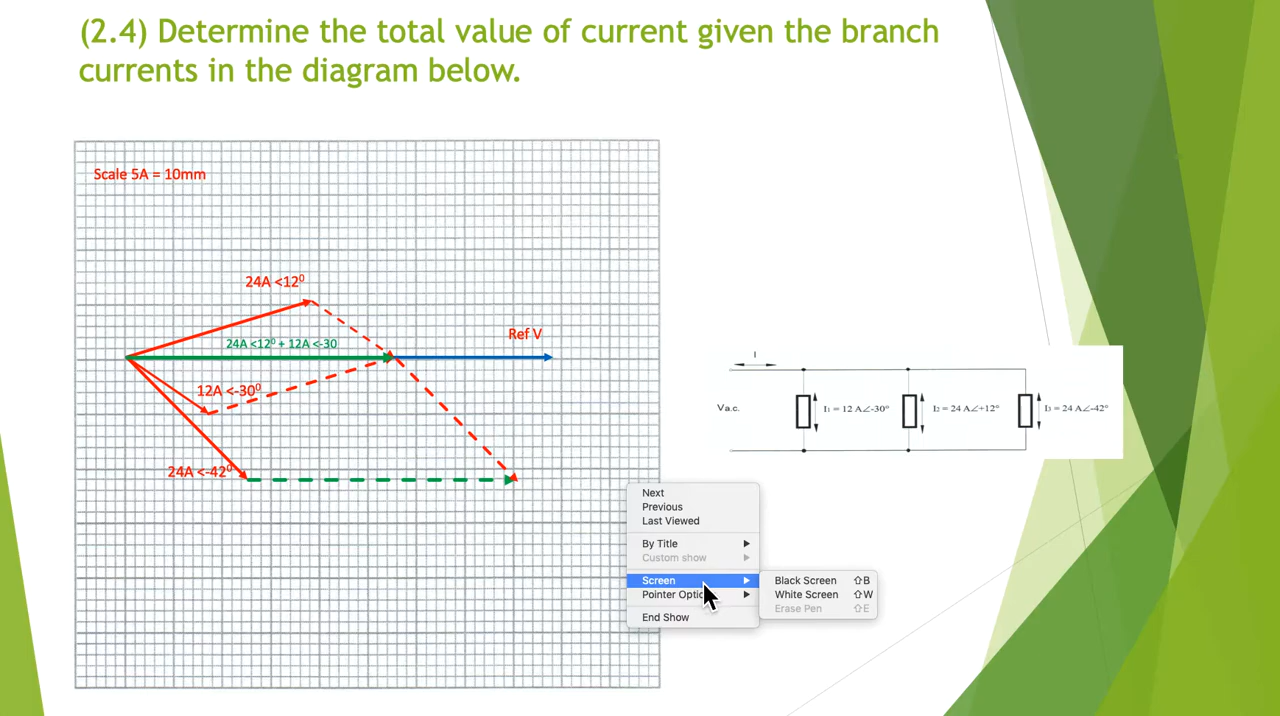 (2.4) Determine the total value of current given the branch
currents in the diagram below.
Scale 5A = 10mm
24A <12⁰
Ref V
24A <12⁰ + 12A <-30
12A <-30⁰
24A <-42⁰
I
Va.c.
I₁ = 12 A∠-30°
I₂ = 24 A∠+12°
I₃ = 24 A∠-42°
Next
Previous
Last Viewed
By Title
Custom show
Screen
Pointer Optio
End Show
Black Screen ⇧B
White Screen ⇧W
Erase Pen ⇧E